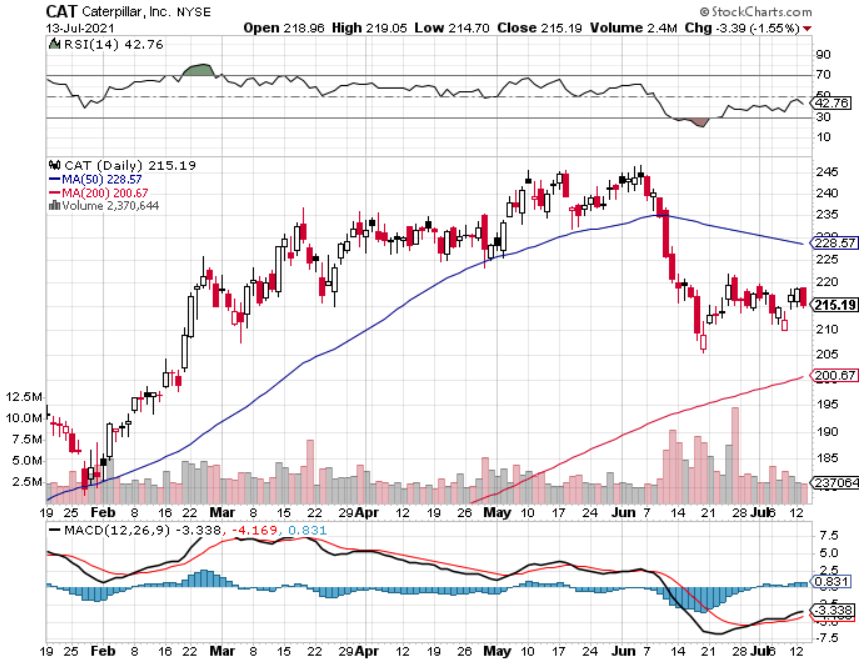 CAT Caterpillar, Inc. NYSE © StockCharts.com
13-Jul-2021 Open 218.96 High 219.05 Low 214.70 Close 215.19 Volume 2.4M Chg -3.39 (-1.55%)
RSI(14) 42.76
90
70
50
42.76
30
10
CAT (Daily) 215.19
MA(50) 228.57
MA(200) 200.67
Volume 2,370,644
245
240
235
230
228.57
225
220
215.19
210
205
200.67
12.5M 195
10.0M 190
7.5M
5.0M 185
2.5M 237064
19 25 Feb 8 16 22 Mar 8 15 22 29 Apr 12 19 26 May 10 17 24 Jun 7 14 21 28 Jul 6 12
MACD(12,26,9) -3.338, -4.169, 0.831
7.5
5.0
2.5
0.831
-3.338
-7.5
19 25 Feb 8 16 22 Mar 8 15 22 29 Apr 12 19 26 May 10 17 24 Jun 7 14 21 28 Jul 6 12